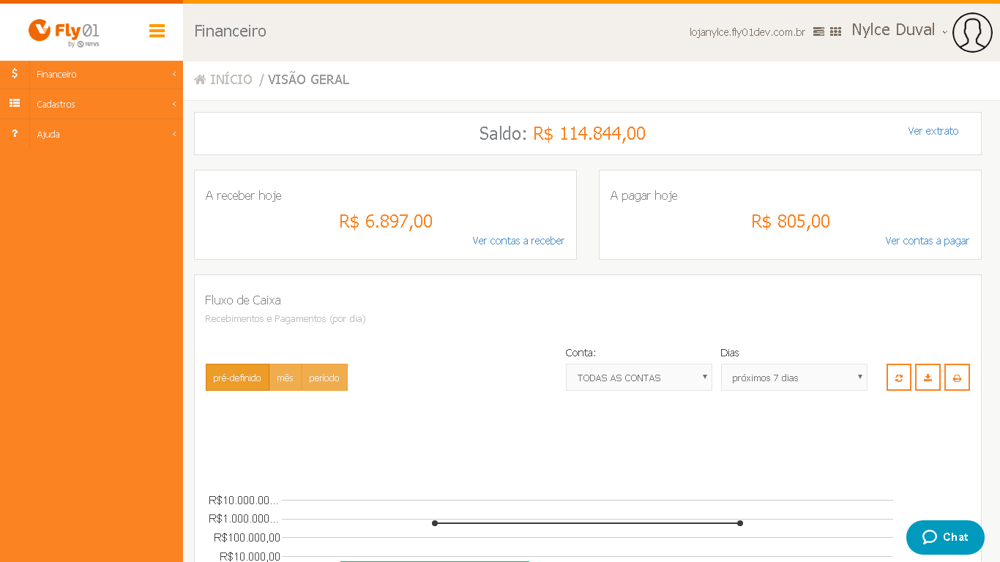 Fly01
by TOTVS
Financeiro
lojanylce.fly01dev.com.br
Nylce Duval
Financeiro
Cadastros
Ajuda
INÍCIO / VISÃO GERAL
Saldo: R$ 114.844,00
Ver extrato
A receber hoje
R$ 6.897,00
Ver contas a receber
A pagar hoje
R$ 805,00
Ver contas a pagar
Fluxo de Caixa
Recebimentos e Pagamentos (por dia)
pré-definido
mês
período
Conta:
TODAS AS CONTAS
Dias
próximos 7 dias
R$10.000.00...
R$1.000.000...
R$100.000,00
R$10.000,00
Chat